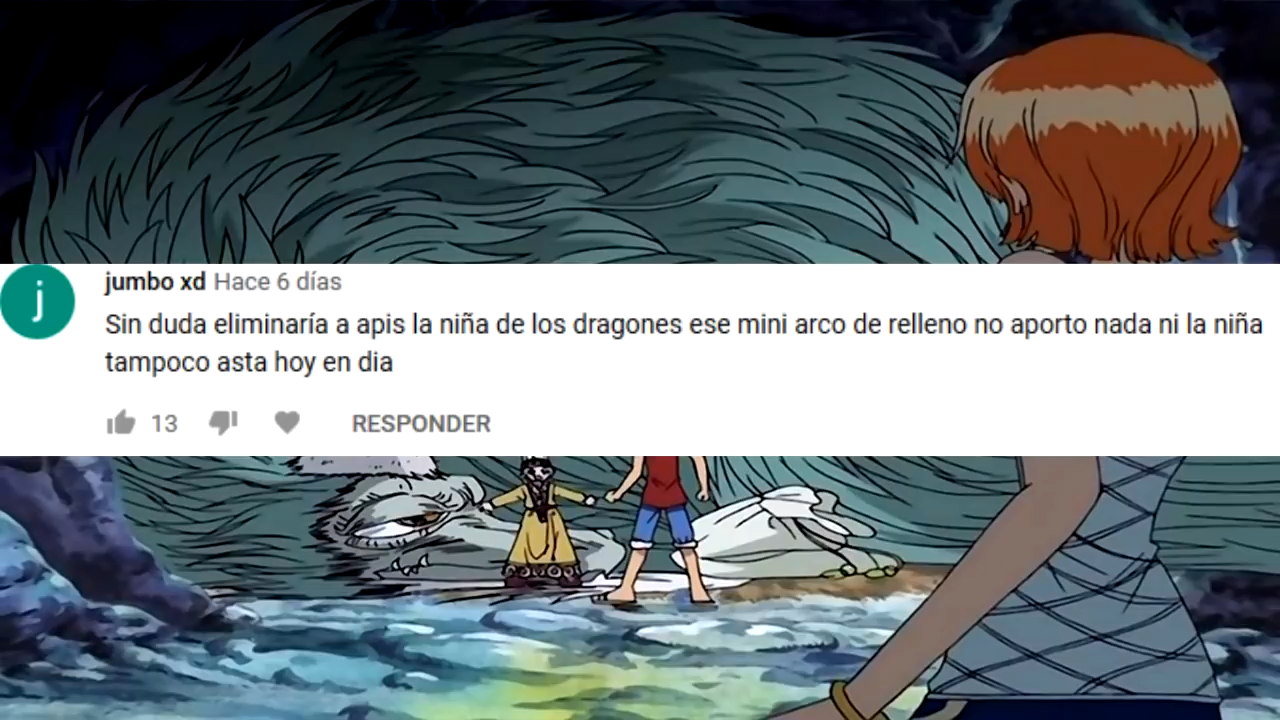 j
jumbo xd Hace 6 días
Sin duda eliminaría a apis la niña de los dragones ese mini arco de relleno no aporto nada ni la niña
tampoco asta hoy en dia
13 RESPONDER